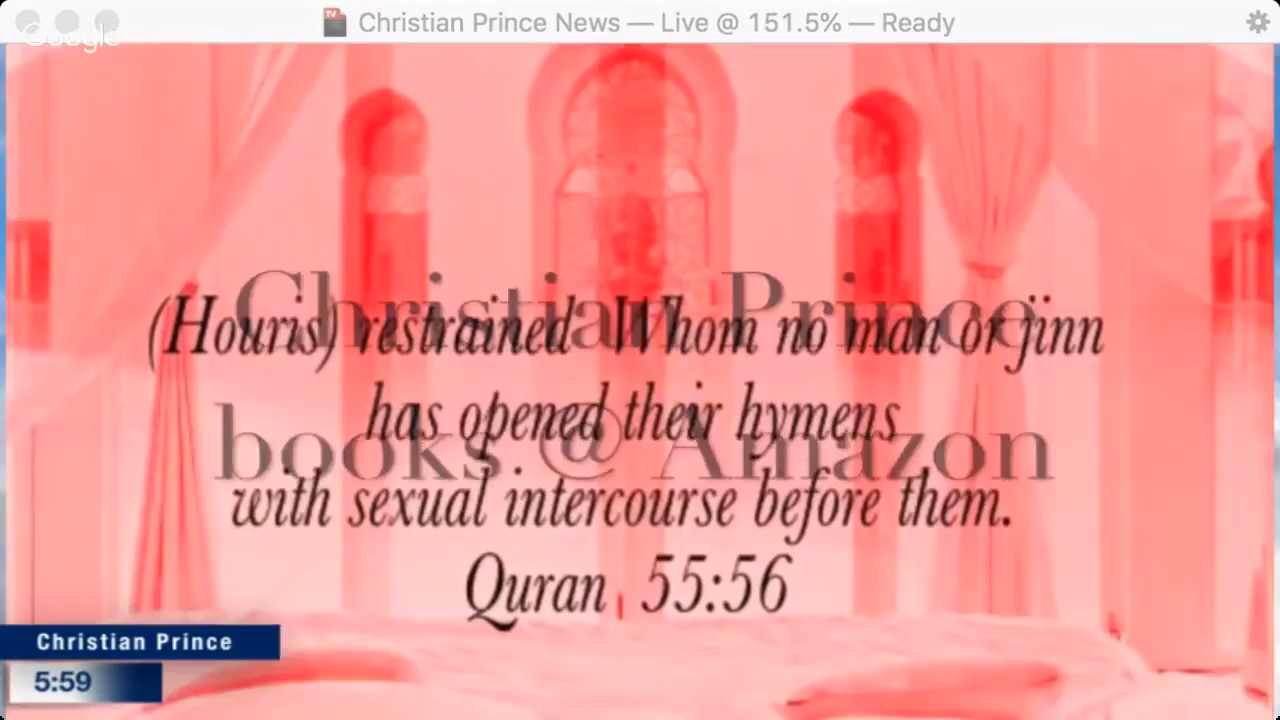 Google
Christian Prince News — Live @ 151.5% — Ready
Christian Prince
books @ Amazon
(Houris) restrained Whom no man or jinn
has opened their hymens
with sexual intercourse before them.
Quran 55:56
Christian Prince
5:59